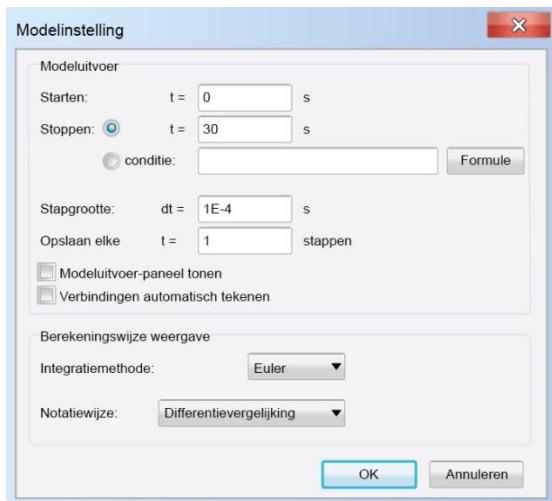 Modelinstelling
Modeluitvoer
Starten: t = 0 s
Stoppen: t = 30 s
conditie: Formule
Stapgrootte: dt = 1E-4 s
Opslaan elke t = 1 stappen
Modeluitvoer-paneel tonen
Verbindingen automatisch tekenen
Berekeningswijze weergave
Integratiemethode: Euler
Notatiewijze: Differentievergelijking
OK Annuleren